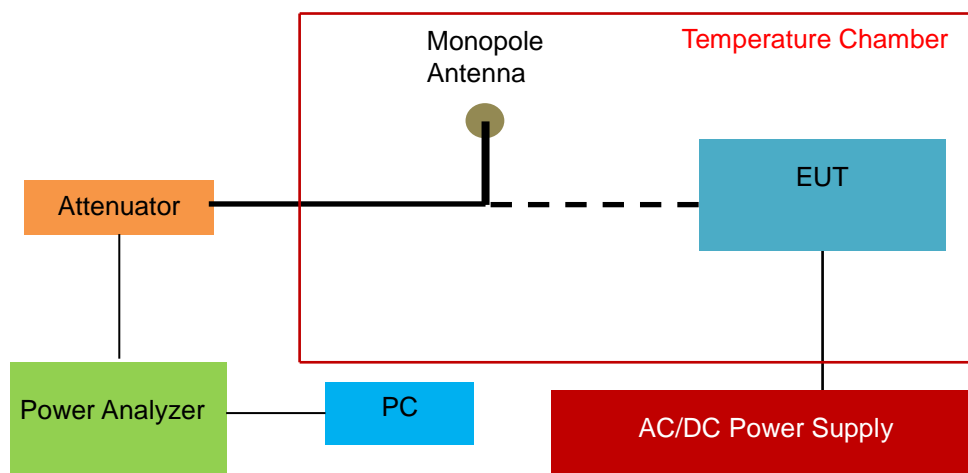 Monopole
Antenna
Temperature Chamber
EUT
Attenuator
Power Analyzer
PC
AC/DC Power Supply